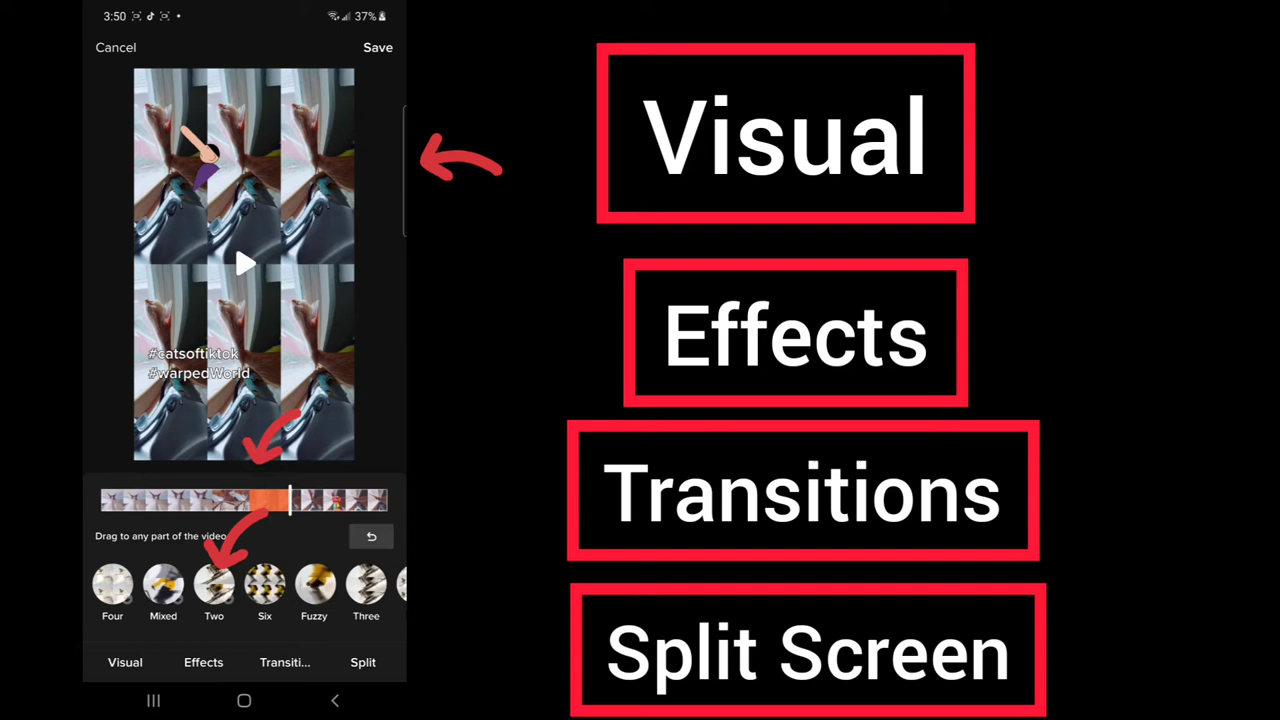 3:50
37%
Cancel
Save
#catsoftiktok
#warpedWorld
Drag to any part of the video
Four
Mixed
Two
Six
Fuzzy
Three
Visual
Effects
Transiti...
Split
Visual
Effects
Transitions
Split Screen